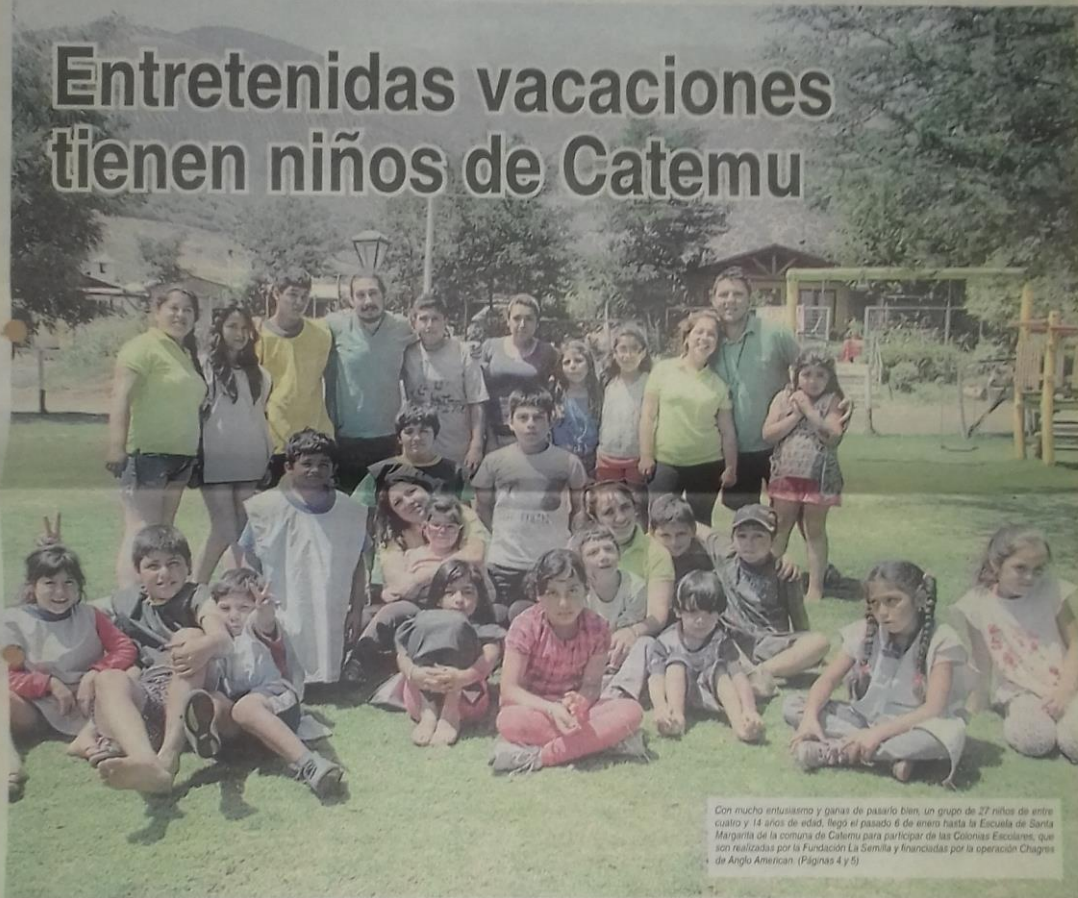 Entretenidas vacaciones
tienen niños de Catemu
Con mucho entusiasmo y ganas de pasarlo bien, un grupo de 27 niños de entre
cuatro y 14 años de edad, llegó el pasado 6 de enero hasta la Escuela de Santa
Margarita de la comuna de Catemu para participar de las Colonias Escolares, que
son realizadas por la Fundación La Semilla y financiadas por la operación Chagres
de Anglo American. (Páginas 4 y 5)